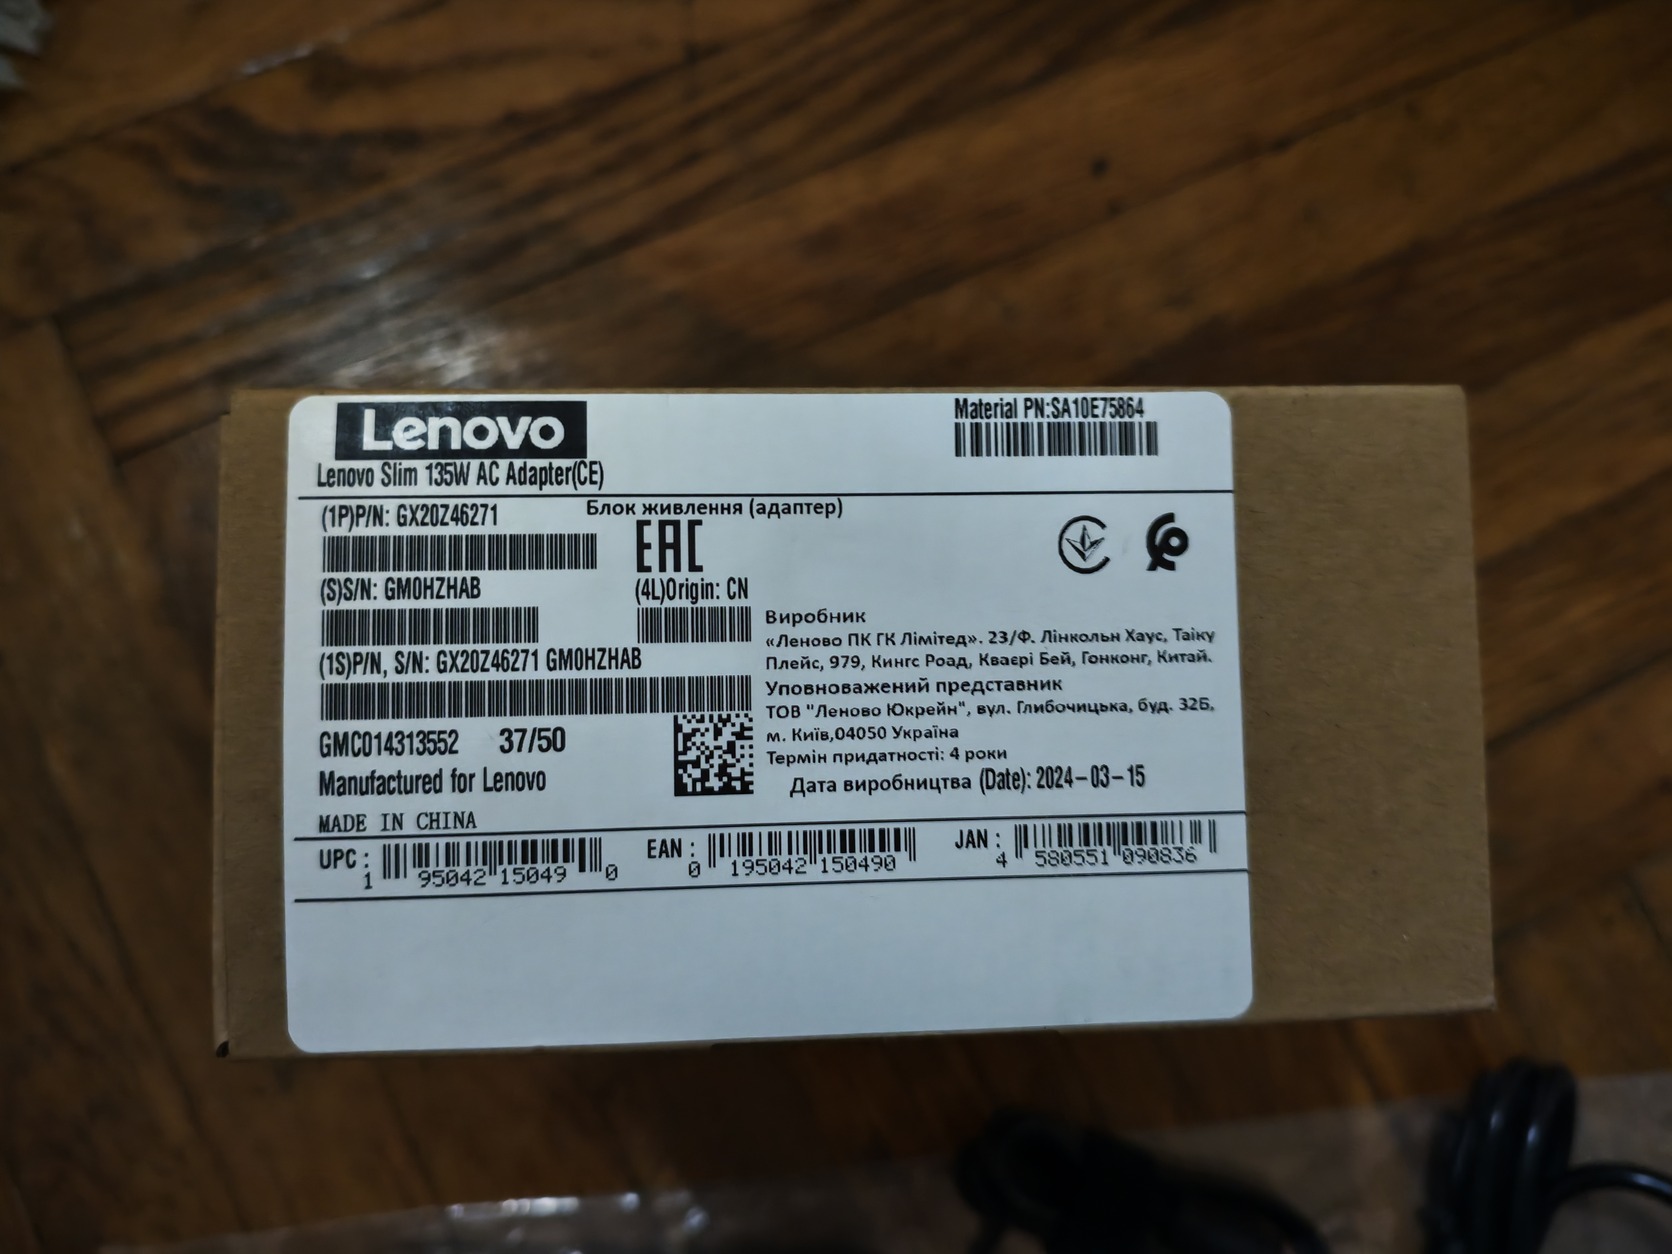 Lenovo
Material PN:SA10E75864
Lenovo Slim 135W AC Adapter(CE)
(1P)P/N: GX20Z46271
Блок живлення (адаптер)
EAC
(S)S/N: GM0HZHAB
(4L)Origin: CN
(1S)P/N, S/N: GX20Z46271 GM0HZHAB
Виробник
«Леново ПК ГК Лімітед». 23/Ф. Лінкольн Хаус, Таіку
Плейс, 979, Кингс Роад, Кваєрі Бей, Гонконг, Китай.
Уповноважений представник
ТОВ "Леново Юкрейн", вул. Глибочицька, буд. 32Б,
м. Київ,04050 Україна
Термін придатності: 4 роки
Дата виробництва (Date): 2024-03-15
GMC014313552 37/50
Manufactured for Lenovo
MADE IN CHINA
UPC: 1 95042 15049 0
EAN: 0 195042 150490
JAN: 4 580551 090836